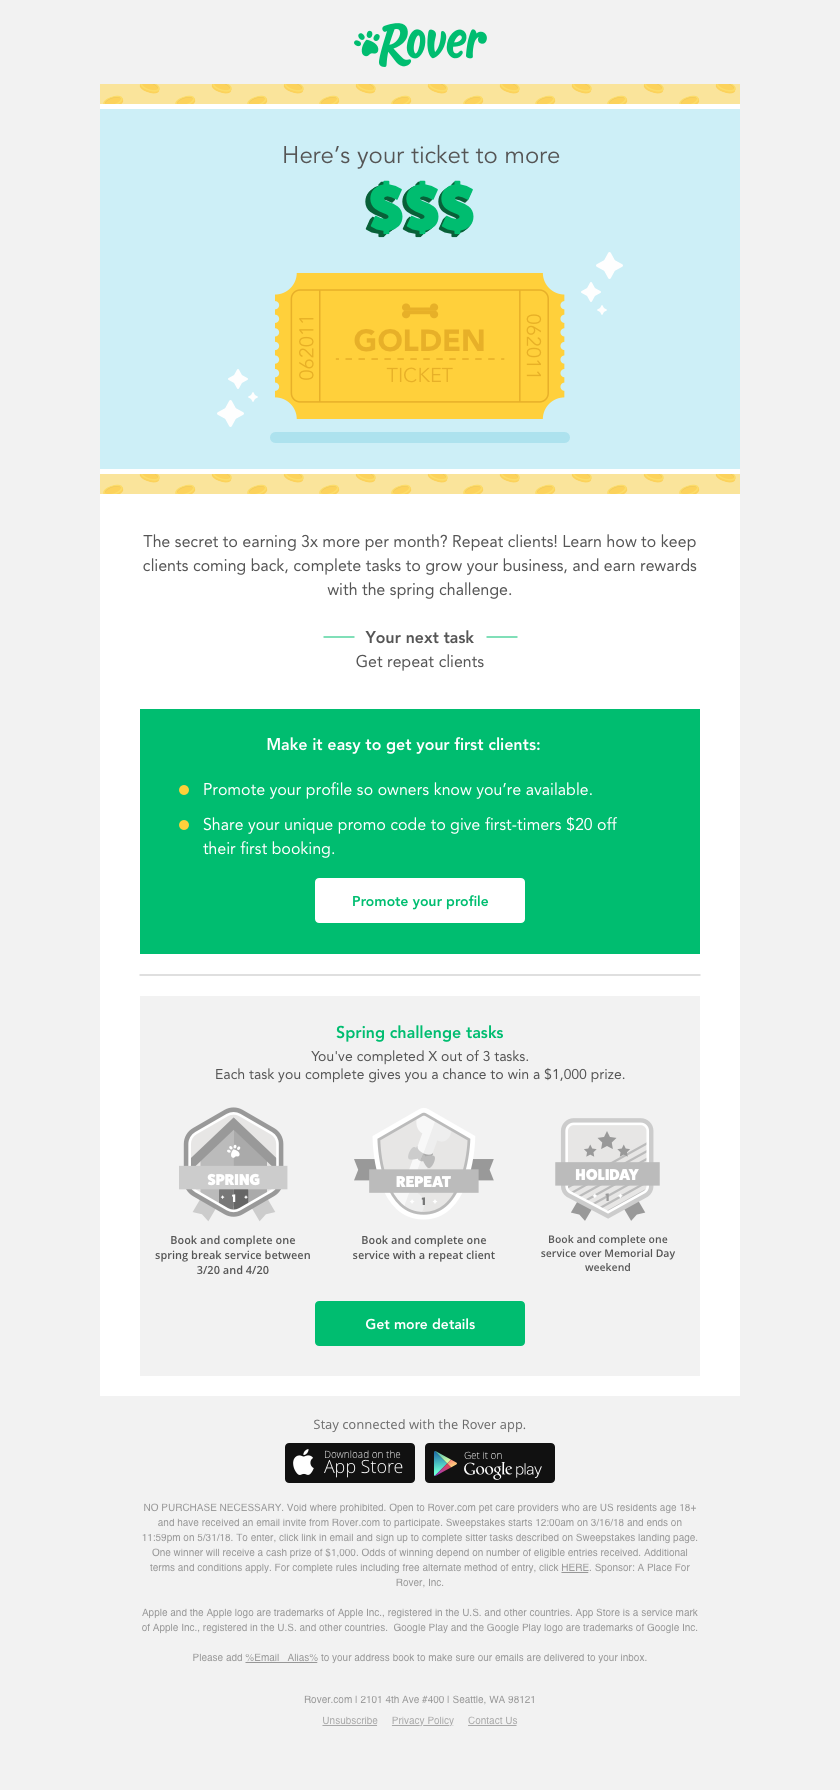 Rover
Here's your ticket to more
$$$
062011
GOLDEN
TICKET
062011
The secret to earning 3x more per month? Repeat clients! Learn how to keep
clients coming back, complete tasks to grow your business, and earn rewards
with the spring challenge.
Your next task
Get repeat clients
Make it easy to get your first clients:
Promote your profile so owners know you're available.
Share your unique promo code to give first-timers $20 off
their first booking.
Promote your profile
Spring challenge tasks
You've completed X out of 3 tasks.
Each task you complete gives you a chance to win a $1,000 prize.
SPRING
1
Book and complete one
spring break service between
3/20 and 4/20
REPEAT
1
Book and complete one
service with a repeat client
HOLIDAY
1
Book and complete one
service over Memorial Day
weekend
Get more details
Stay connected with the Rover app.
Download on the
App Store
Get it on
Google play
NO PURCHASE NECESSARY. Void where prohibited. Open to Rover.com pet care providers who are US residents age 18+
and have received an email invite from Rover.com to participate. Sweepstakes starts 12:00am on 3/16/18 and ends on
11:59pm on 5/31/18. To enter, click link in email and sign up to complete sitter tasks described on Sweepstakes landing page.
One winner will receive a cash prize of $1,000. Odds of winning depend on number of eligible entries received. Additional
terms and conditions apply. For complete rules including free alternate method of entry, click HERE. Sponsor: A Place For
Rover, Inc.
Apple and the Apple logo are trademarks of Apple Inc., registered in the U.S. and other countries. App Store is a service mark
of Apple Inc., registered in the U.S. and other countries. Google Play and the Google Play logo are trademarks of Google Inc.
Please add %Email_Alias% to your address book to make sure our emails are delivered to your inbox.
Rover.com | 2101 4th Ave #400 | Seattle, WA 98121
Unsubscribe Privacy Policy Contact Us